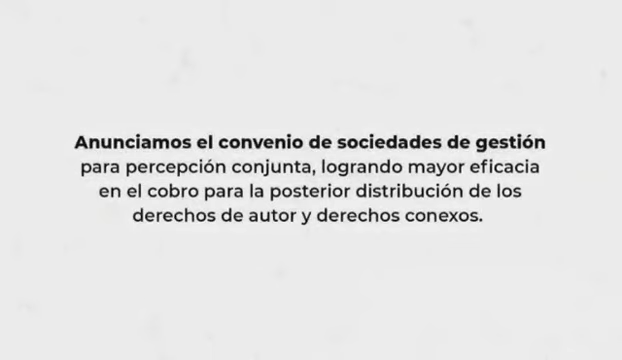 Anunciamos el convenio de sociedades de gestión
para percepción conjunta, logrando mayor eficacia
en el cobro para la posterior distribución de los
derechos de autor y derechos conexos.